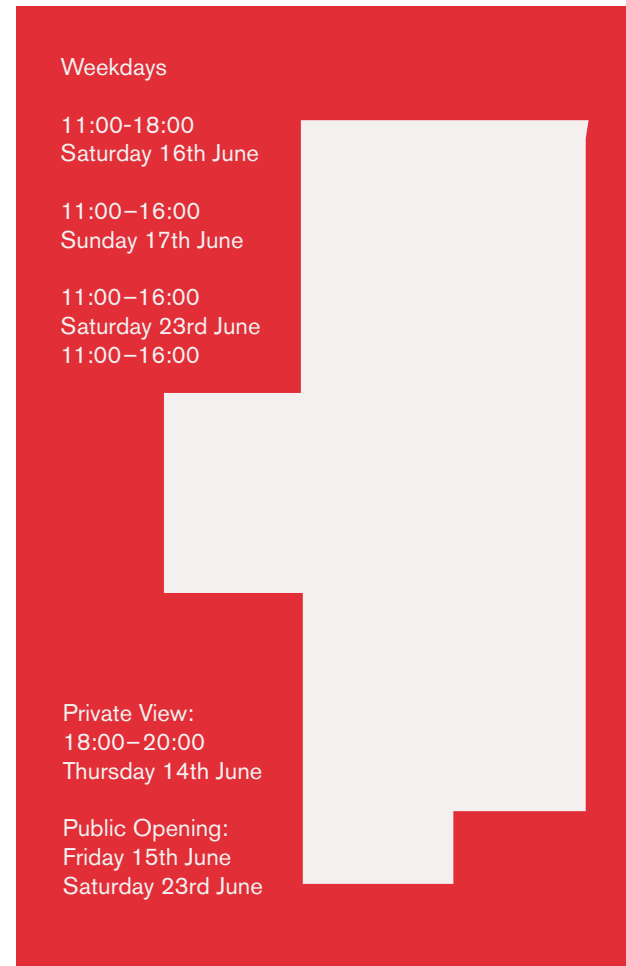 Weekdays
11:00-18:00
Saturday 16th June
11:00–16:00
Sunday 17th June
11:00–16:00
Saturday 23rd June
11:00–16:00
Private View:
18:00–20:00
Thursday 14th June
Public Opening:
Friday 15th June
Saturday 23rd June